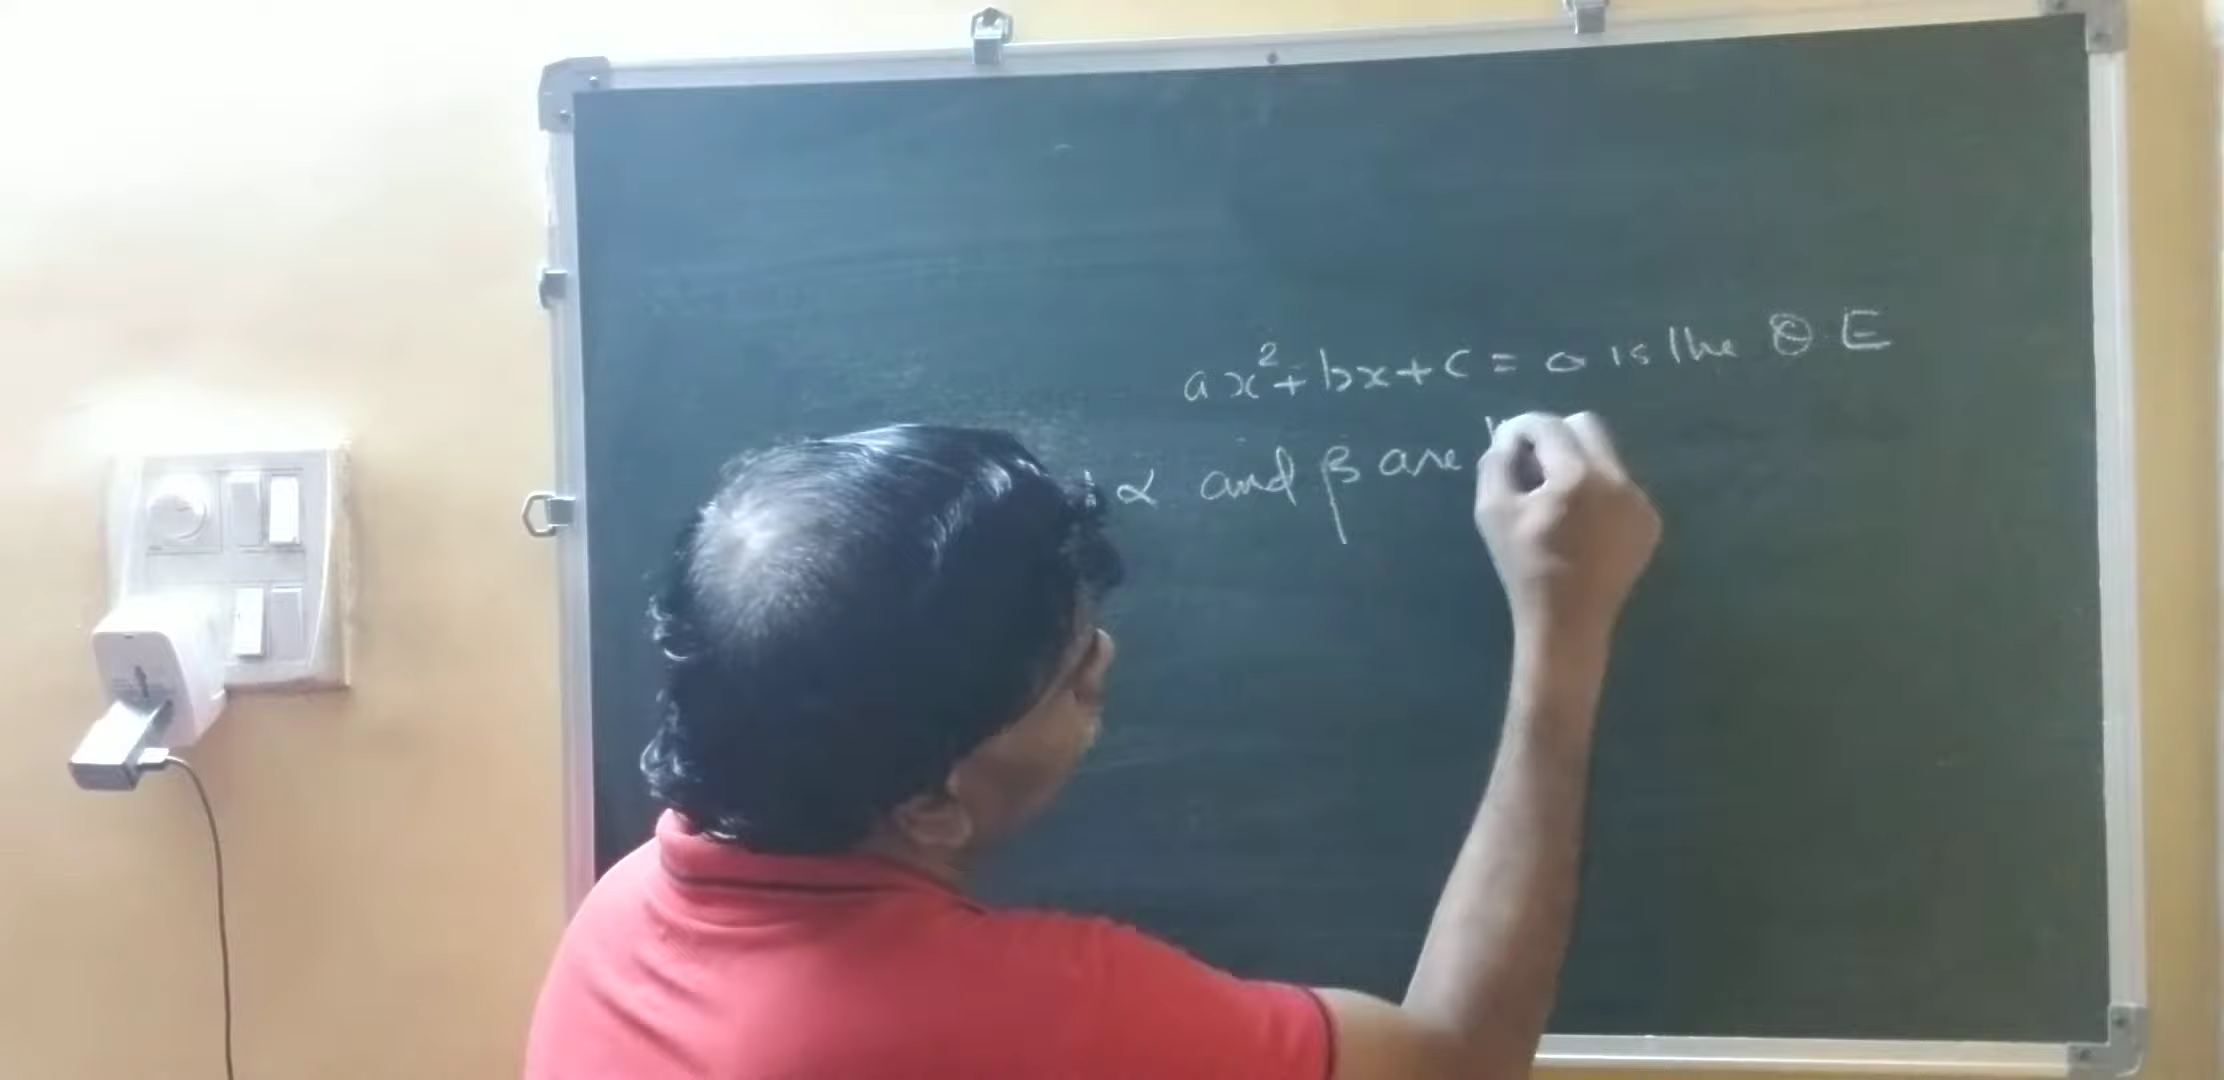 ax²+bx+c=0 is the Q.E
α and β are